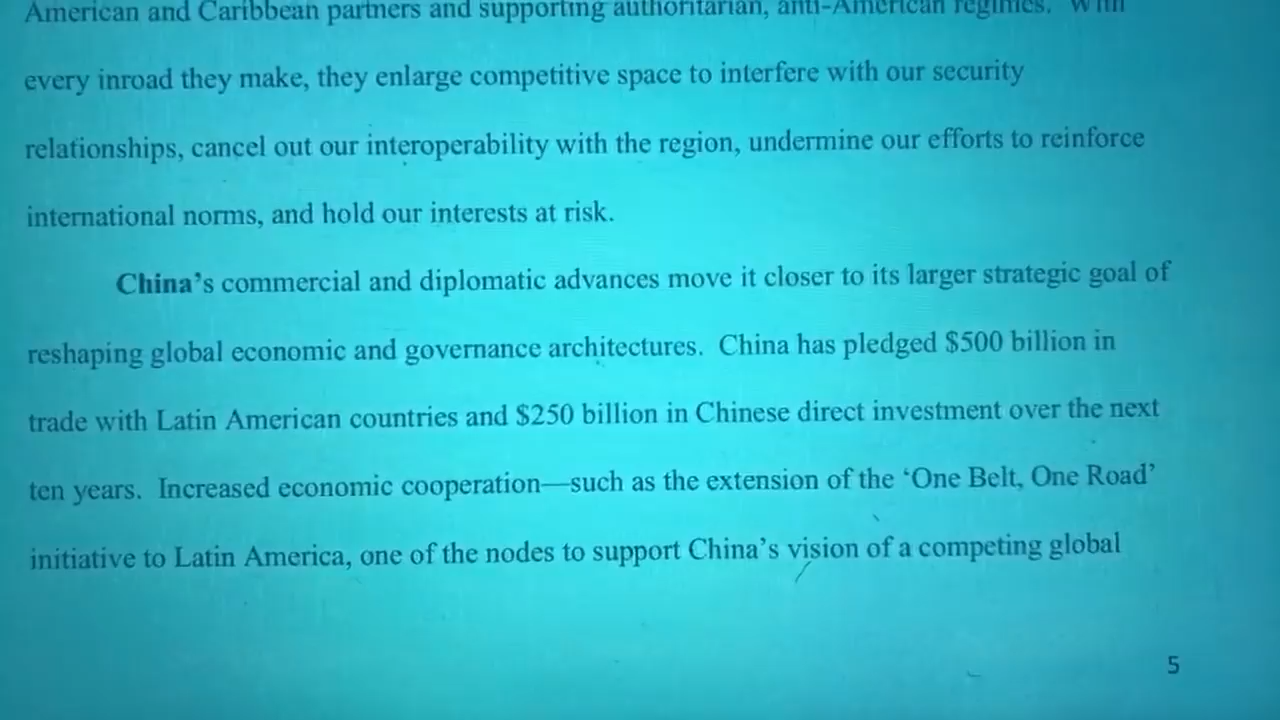 American and Caribbean partners and supporting authoritarian, anti-American regimes.  With
every inroad they make, they enlarge competitive space to interfere with our security
relationships, cancel out our interoperability with the region, undermine our efforts to reinforce
international norms, and hold our interests at risk.
China’s commercial and diplomatic advances move it closer to its larger strategic goal of
reshaping global economic and governance architectures.  China has pledged $500 billion in
trade with Latin American countries and $250 billion in Chinese direct investment over the next
ten years.  Increased economic cooperation—such as the extension of the ‘One Belt, One Road’
initiative to Latin America, one of the nodes to support China’s vision of a competing global
5